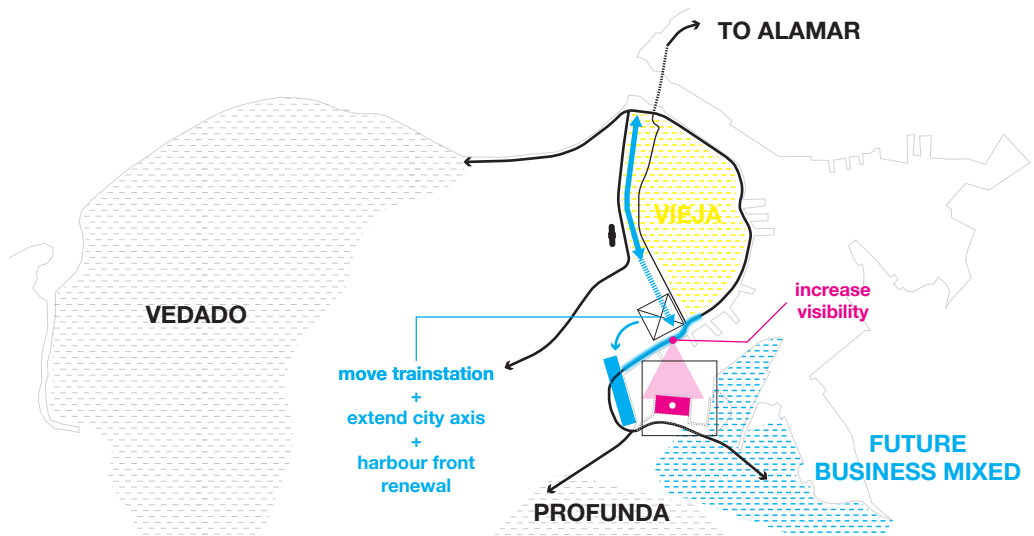 TO ALAMAR
VIEJA
VEDADO
increase
visibility
move trainstation
+
extend city axis
+
harbour front
renewal
FUTURE
BUSINESS MIXED
PROFUNDA